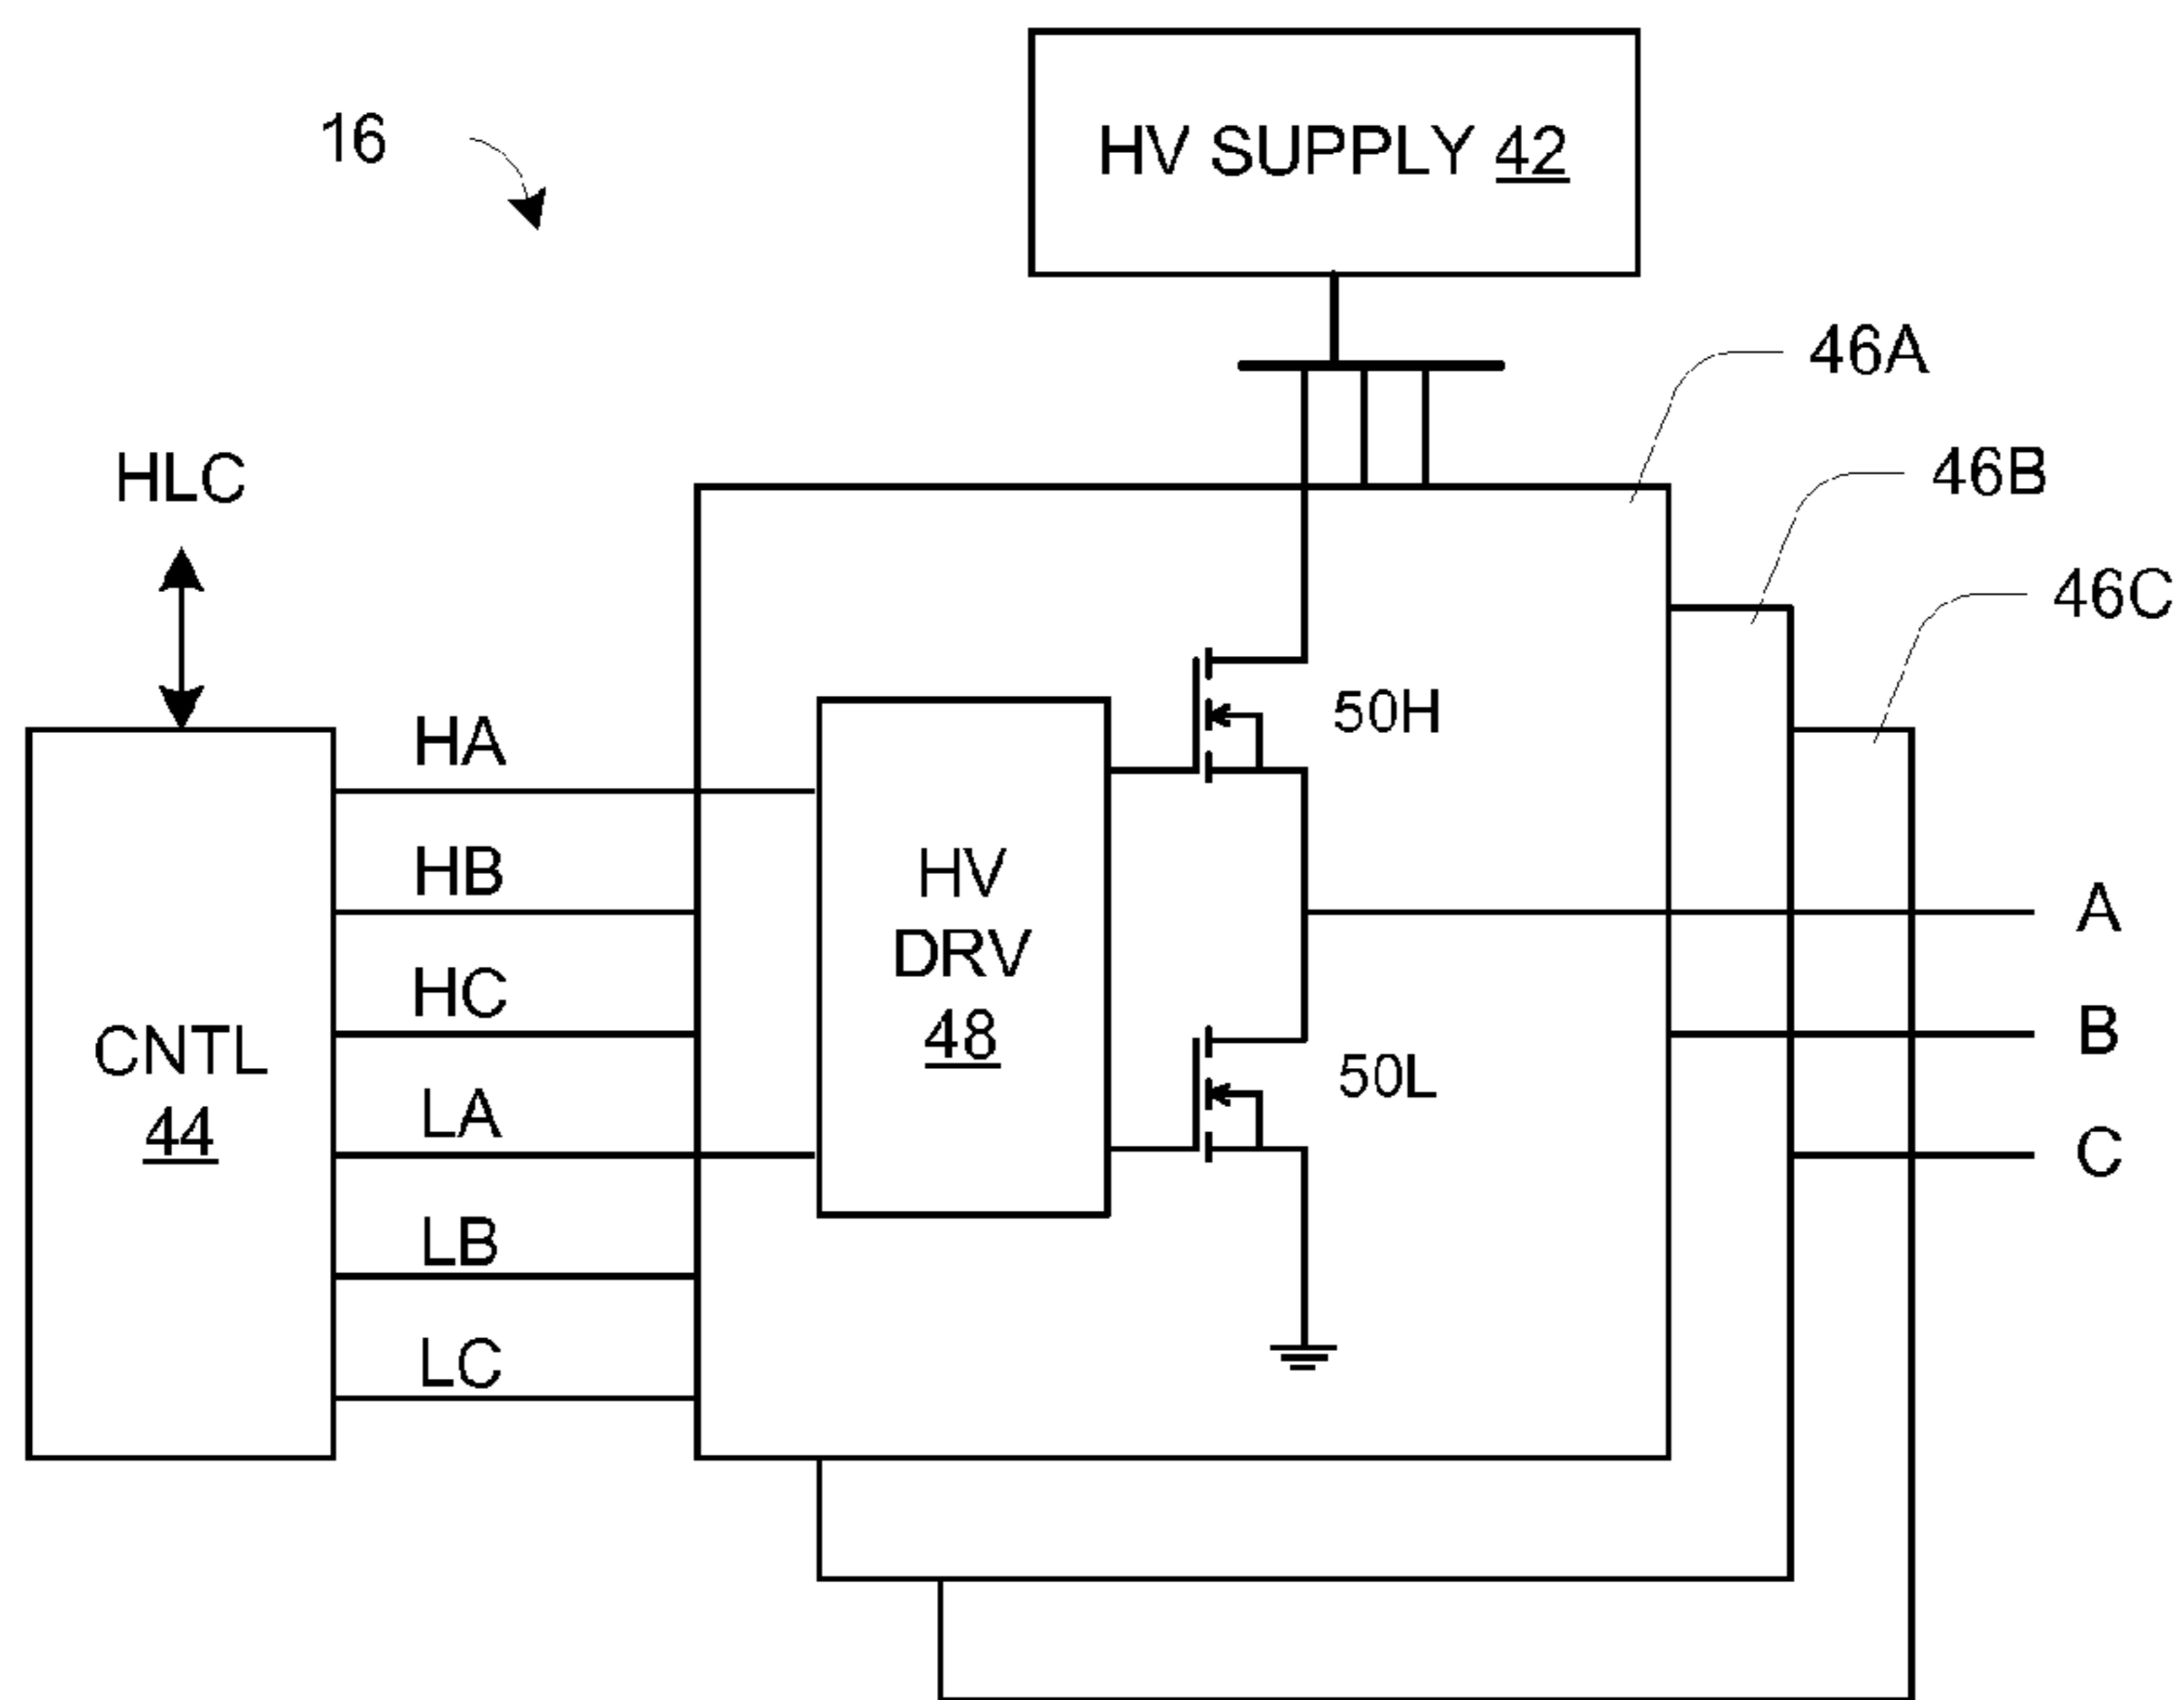 HV SUPPLY 42
16
46A
46B
HLC
46C
50H
HA
HV
DRV
48
HB
A
HC
B
CNTL
44
50L
LA
C
LB
LC